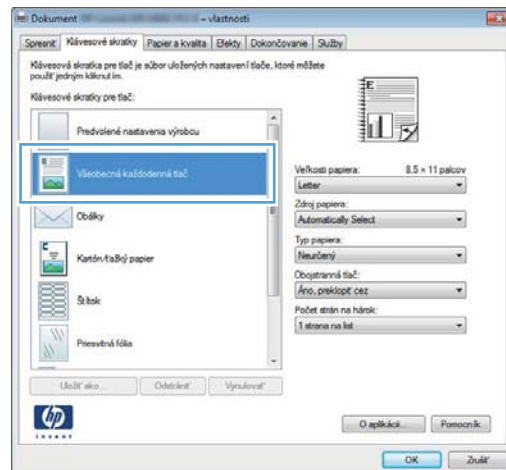 Dokument – vlastnosti
Spresniť Klávesové skratky Papier a kvalita Efekty Dokončovanie Služby
Klávesová skratka pre tlač je súbor uložených nastavení tlače, ktoré môžete
použiť jedným kliknutím.
Klávesové skratky pre tlač:
Predvolené nastavenia výrobcu
Všeobecná každodenná tlač
Obálky
Kartón/ťažký papier
Štítok
Priesvitná fólia
Veľkosti papiera: 8.5 × 11 palcov
Letter
Zdroj papiera:
Automatically Select
Typ papiera:
Neurčený
Obojstranná tlač:
Áno, preklopiť cez
Počet strán na hárok:
1 strana na list
Uložiť ako... Odstrániť Vynulovať
hp
invent
O aplikácii... Pomocník
OK Zrušiť